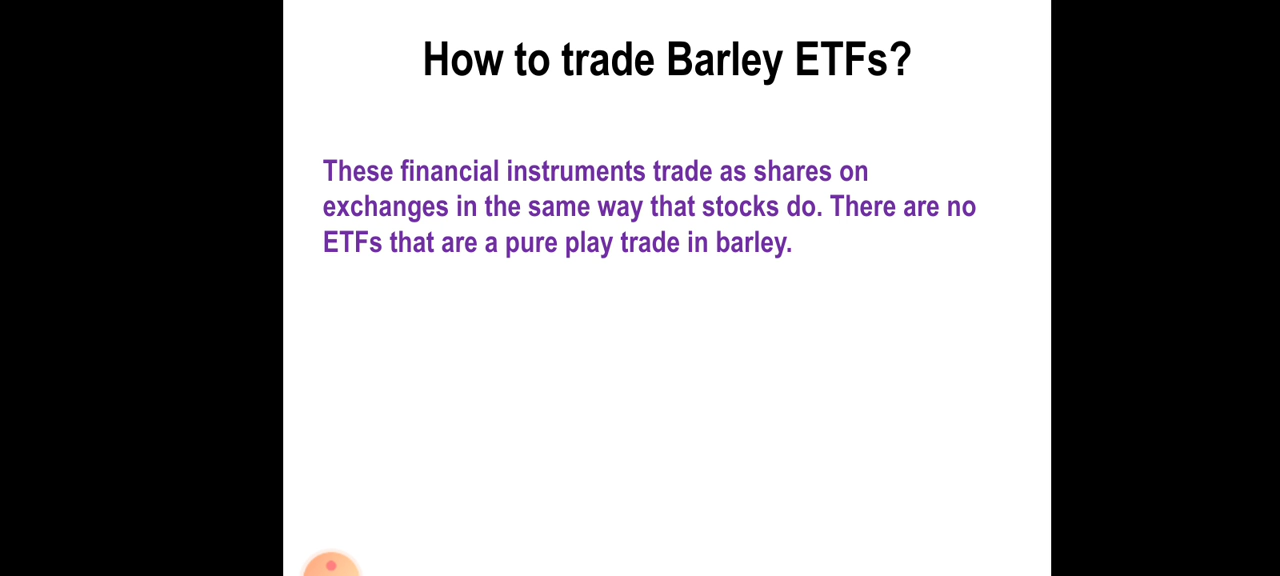 How to trade Barley ETFs?
These financial instruments trade as shares on
exchanges in the same way that stocks do. There are no
ETFs that are a pure play trade in barley.